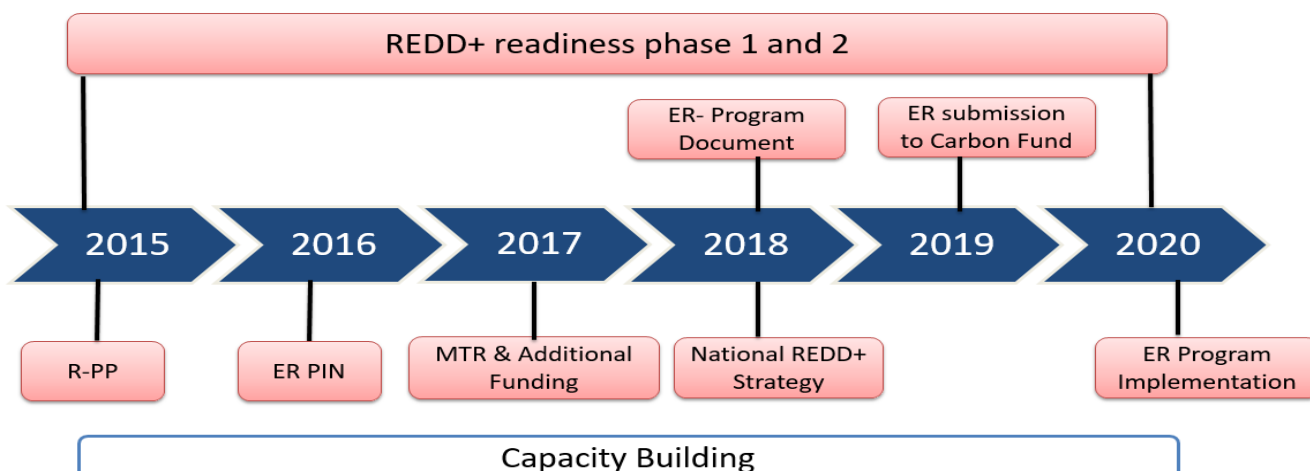 REDD+ readiness phase 1 and 2
ER- Program
Document
ER submission
to Carbon Fund
2015
2016
2017
2018
2019
2020
R-PP
ER PIN
MTR & Additional
Funding
National REDD+
Strategy
ER Program
Implementation
Capacity Building